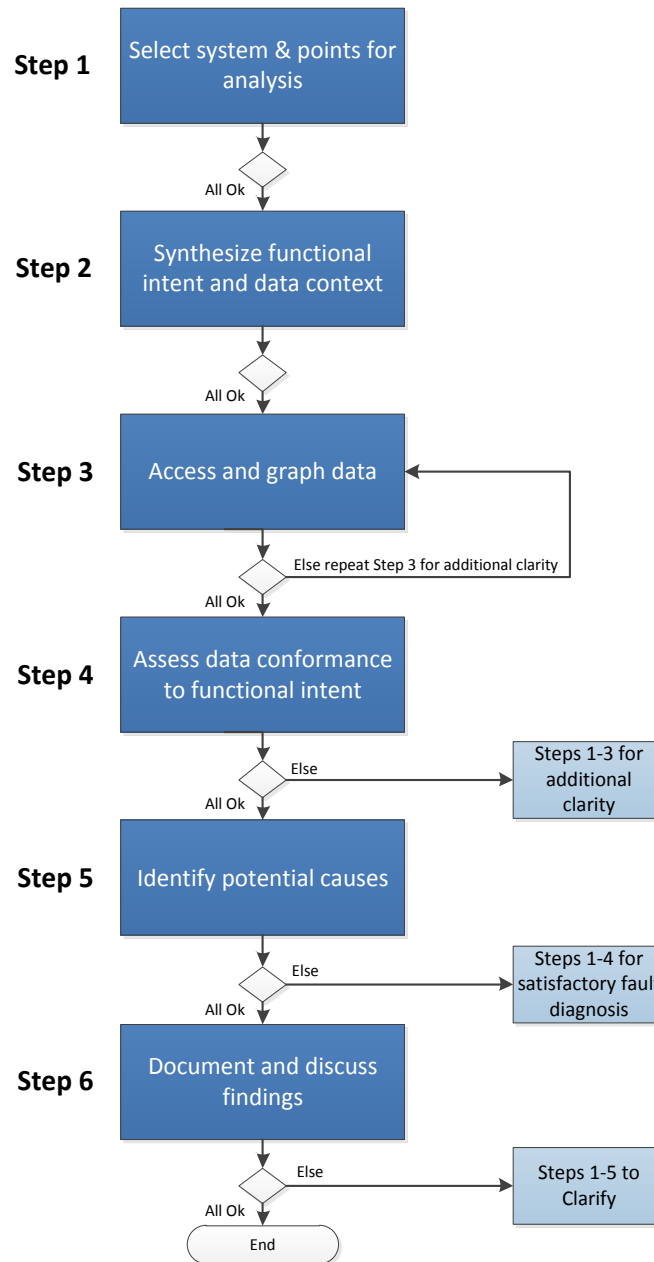 Step 1
Select system & points for
analysis
All Ok
Step 2
Synthesize functional
intent and data context
All Ok
Step 3
Access and graph data
Else repeat Step 3 for additional clarity
All Ok
Step 4
Assess data conformance
to functional intent
Else
Steps 1-3 for
additional
clarity
All Ok
Step 5
Identify potential causes
Else
Steps 1-4 for
satisfactory fault
diagnosis
All Ok
Step 6
Document and discuss
findings
Else
Steps 1-5 to
Clarify
All Ok
End